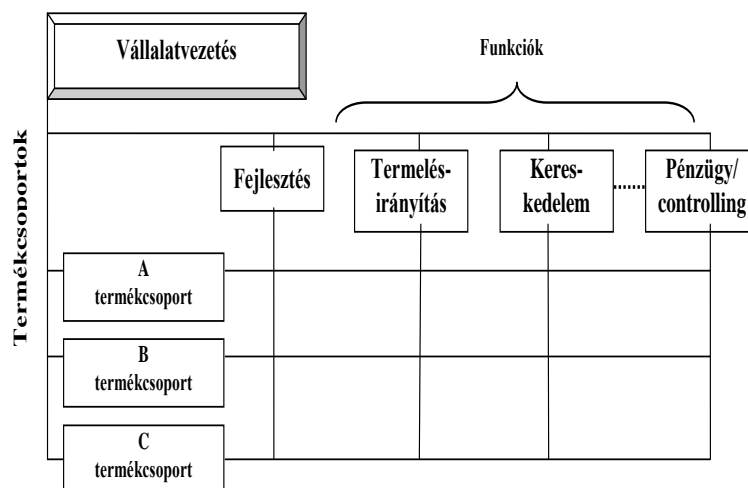 Vállalatvezetés
Funkciók
Termékcsoportok
Fejlesztés
Termelés-
irányítás
Keres-
kedelem
Pénzügy/
controlling
A
termékcsoport
B
termékcsoport
C
termékcsoport